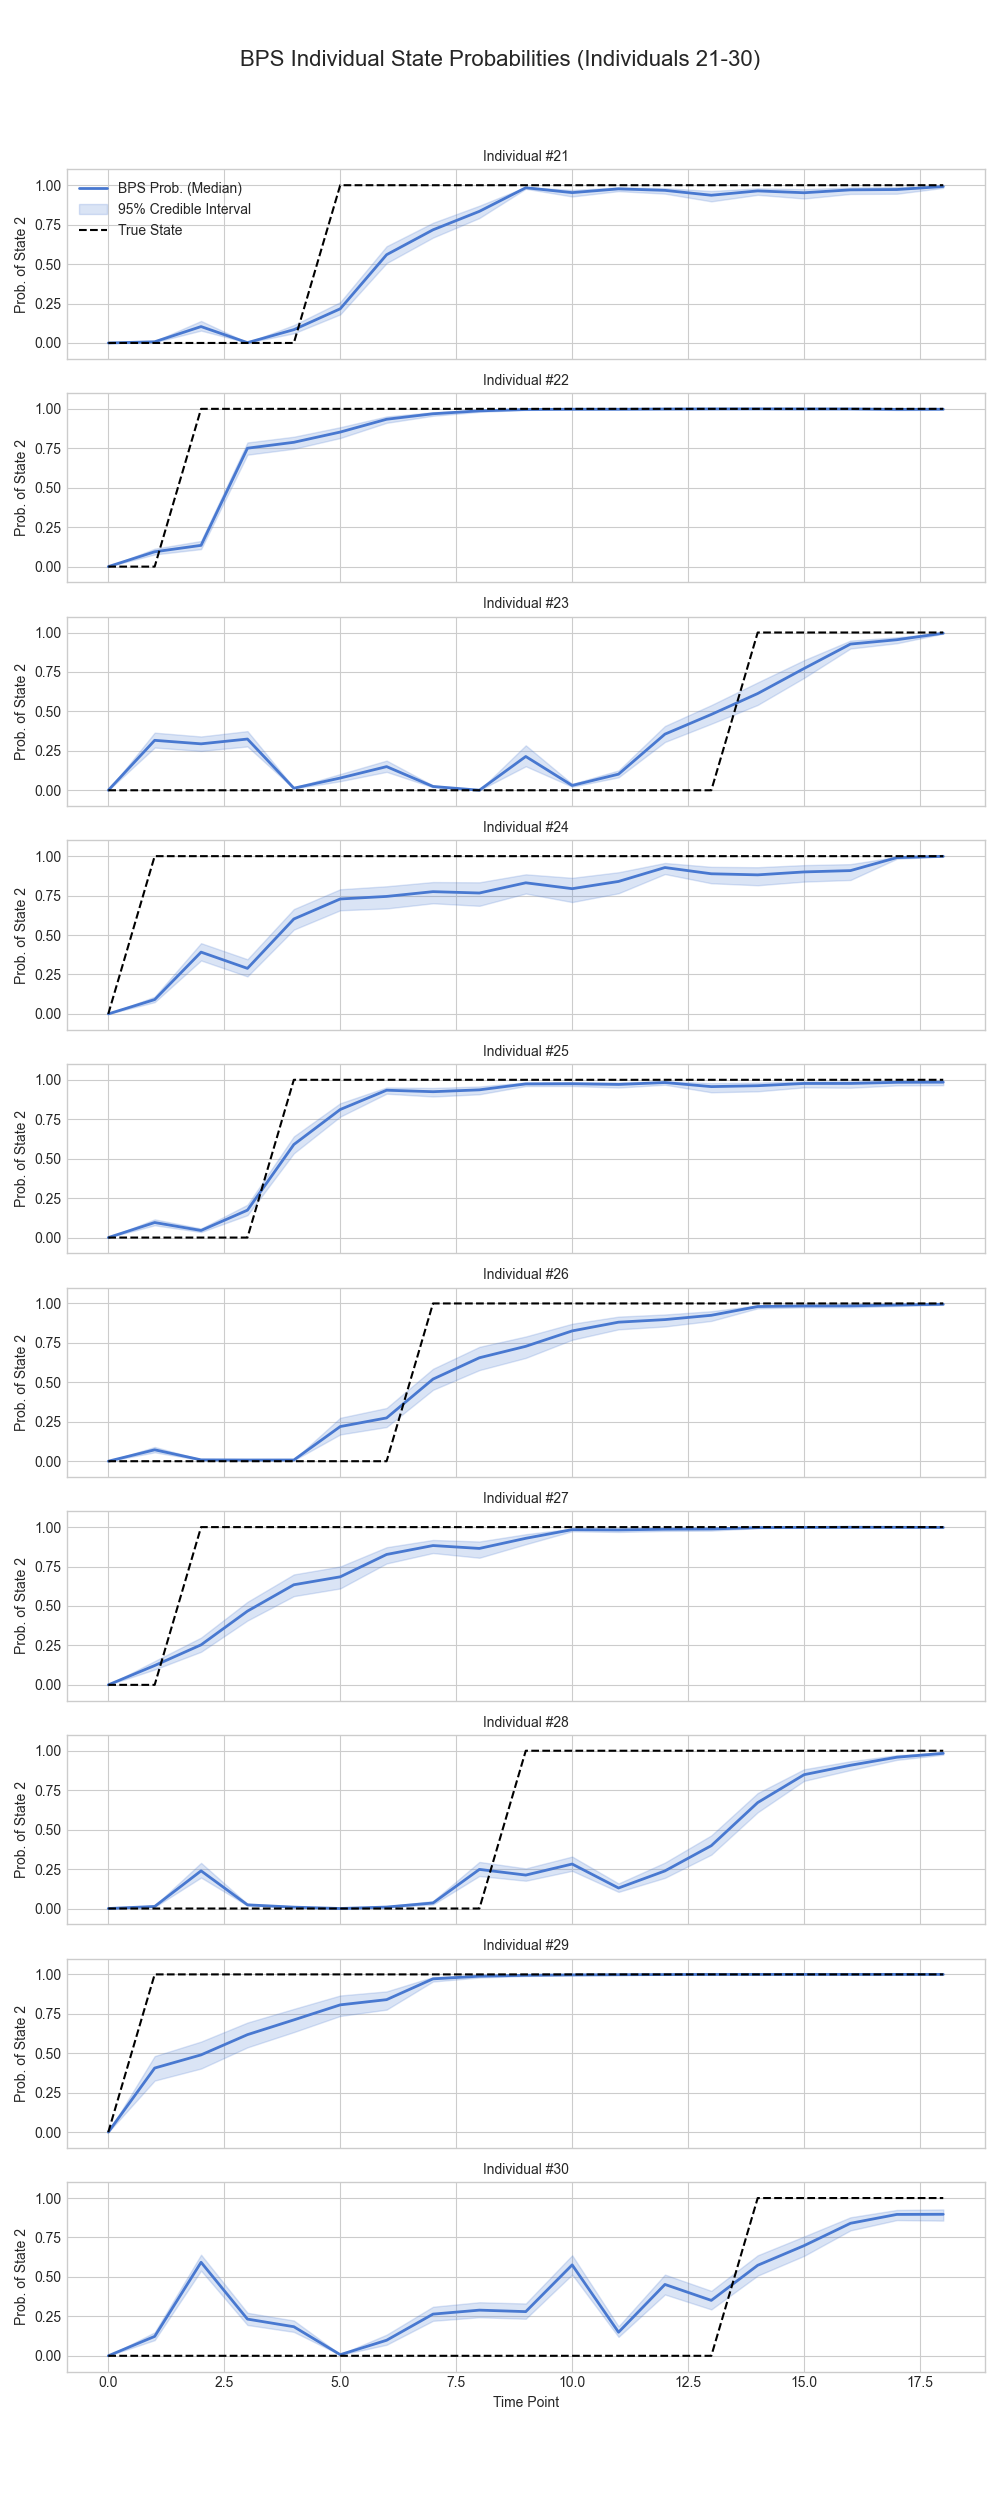 BPS Individual State Probabilities (Individuals 21-30)
Individual #21
1.00
0.75
0.50
0.25
0.00
Prob. of State 2
BPS Prob. (Median)
95% Credible Interval
True State
Individual #22
1.00
0.75
0.50
0.25
0.00
Prob. of State 2
Individual #23
1.00
0.75
0.50
0.25
0.00
Prob. of State 2
Individual #24
1.00
0.75
0.50
0.25
0.00
Prob. of State 2
Individual #25
1.00
0.75
0.50
0.25
0.00
Prob. of State 2
Individual #26
1.00
0.75
0.50
0.25
0.00
Prob. of State 2
Individual #27
1.00
0.75
0.50
0.25
0.00
Prob. of State 2
Individual #28
1.00
0.75
0.50
0.25
0.00
Prob. of State 2
Individual #29
1.00
0.75
0.50
0.25
0.00
Prob. of State 2
Individual #30
1.00
0.75
0.50
0.25
0.00
Prob. of State 2
0.0 2.5 5.0 7.5 10.0 12.5 15.0 17.5
Time Point